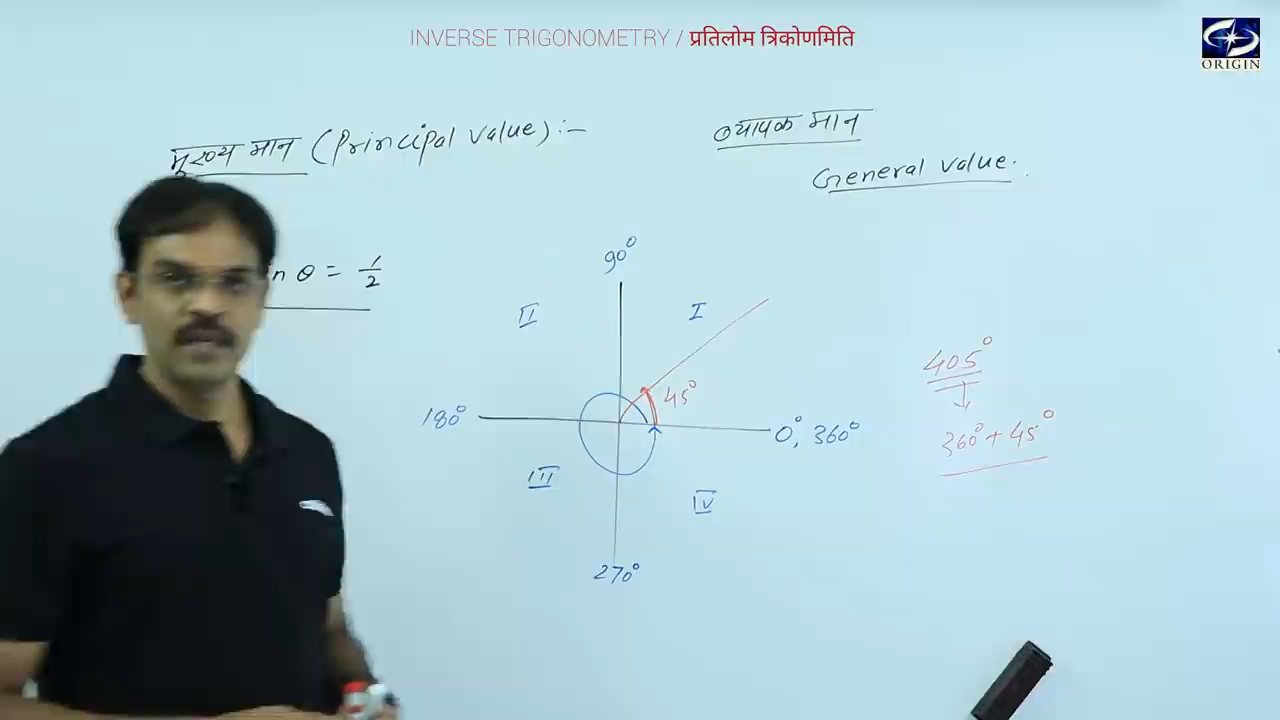 INVERSE TRIGONOMETRY / प्रतिलोम त्रिकोणमिति
ORIGIN
मुख्य मान (Principal value):-
व्यापक मान
General value.
n θ = 1/2
90°
II
I
45°
180°
0°, 360°
III
IV
270°
405°
360° + 45°